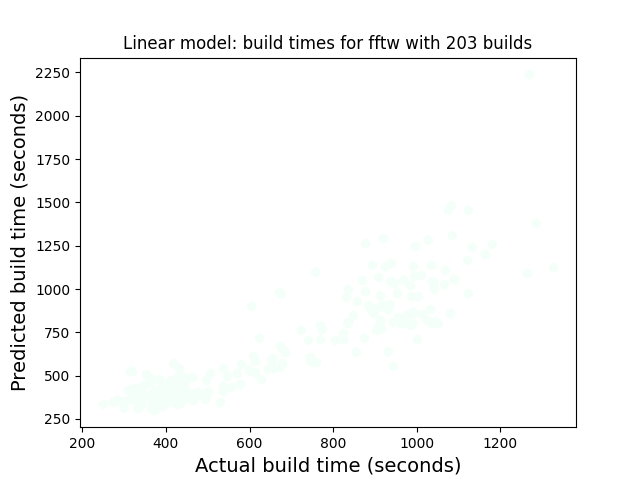 Linear model: build times for fftw with 203 builds
Predicted build time (seconds)
2250
2000
1750
1500
1250
1000
750
500
250
200 400 600 800 1000 1200
Actual build time (seconds)